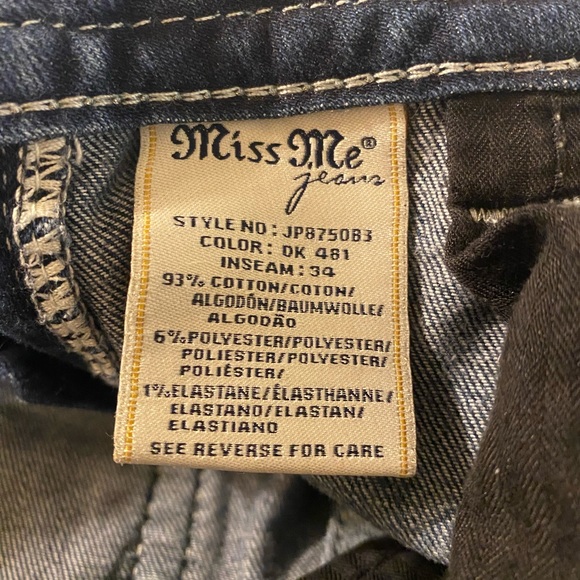 Miss Me®
jeans
STYLE NO: JP8750B3
COLOR: DK 481
INSEAM: 34
93% COTTON/COTON/
ALGODÓN/BAUMWOLLE/
ALGODÃO
6%POLYESTER/POLYESTER/
POLIESTER/POLYESTER/
POLIÉSTER/
1%ELASTANE/ÉLASTHANNE/
ELASTANO/ELASTAN/
ELASTIANO
SEE REVERSE FOR CARE